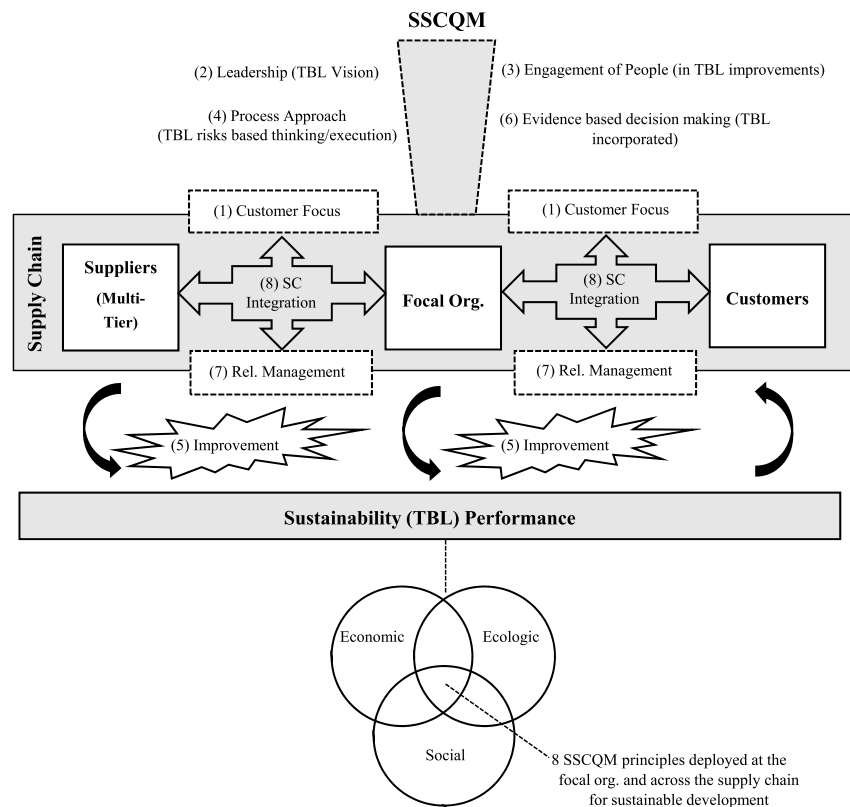 SSCQM
(2) Leadership (TBL Vision)
(3) Engagement of People (in TBL improvements)
(4) Process Approach
(TBL risks based thinking/execution)
(6) Evidence based decision making (TBL
incorporated)
Supply Chain
(1) Customer Focus
(1) Customer Focus
Suppliers
(Multi-
Tier)
(8) SC
Integration
Focal Org.
(8) SC
Integration
Customers
(7) Rel. Management
(7) Rel. Management
(5) Improvement
(5) Improvement
Sustainability (TBL) Performance
Economic
Ecologic
Social
8 SSCQM principles deployed at the
focal org. and across the supply chain
for sustainable development